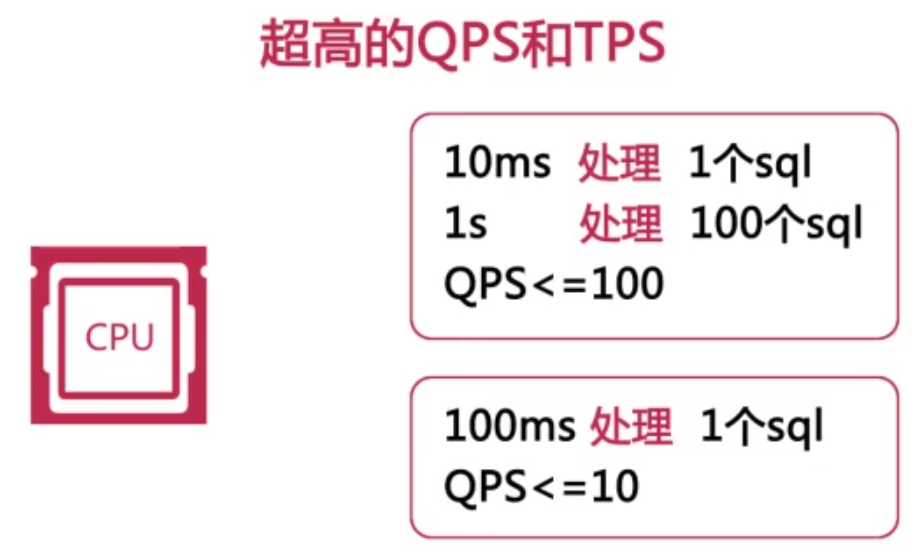 超高的QPS和TPS
10ms 处理 1个sql
1s 处理 100个sql
QPS<=100
CPU
100ms 处理 1个sql
QPS<=10